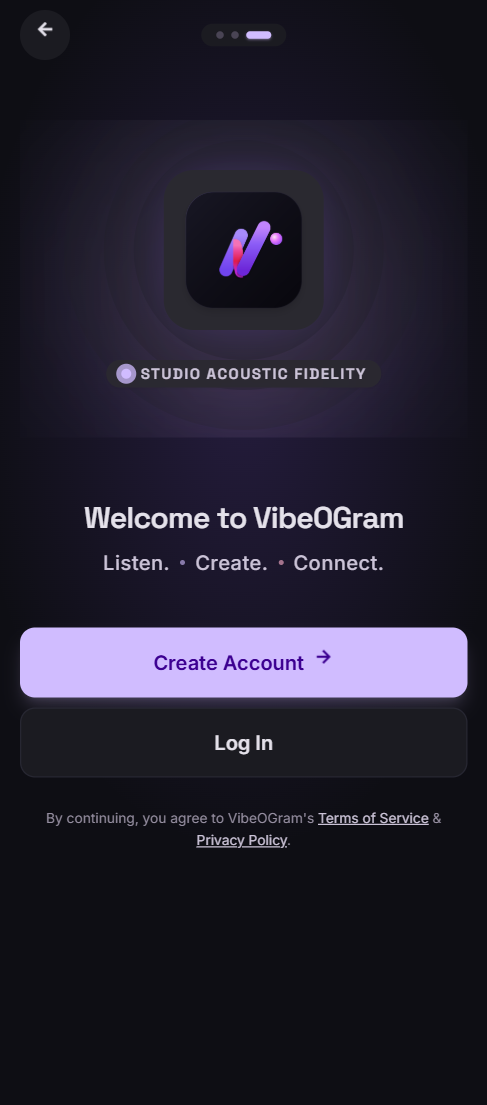 STUDIO ACOUSTIC FIDELITY
Welcome to VibeOGram
Listen. • Create. • Connect.
Create Account →
Log In
By continuing, you agree to VibeOGram's Terms of Service &
Privacy Policy.